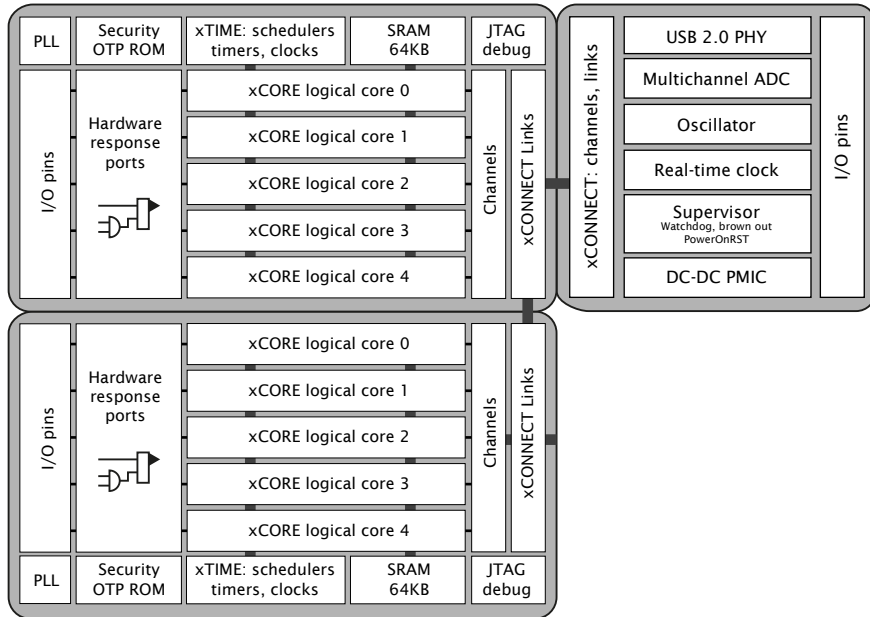 PLL
Security
OTP ROM
xTIME: schedulers
timers, clocks
SRAM
64KB
JTAG
debug
I/O pins
Hardware
response
ports
xCORE logical core 0
xCORE logical core 1
xCORE logical core 2
xCORE logical core 3
xCORE logical core 4
Channels
xCONNECT Links
xCONNECT: channels, links
USB 2.0 PHY
Multichannel ADC
Oscillator
Real-time clock
Supervisor
Watchdog, brown out
PowerOnRST
DC-DC PMIC
I/O pins
I/O pins
Hardware
response
ports
xCORE logical core 0
xCORE logical core 1
xCORE logical core 2
xCORE logical core 3
xCORE logical core 4
Channels
xCONNECT Links
PLL
Security
OTP ROM
xTIME: schedulers
timers, clocks
SRAM
64KB
JTAG
debug